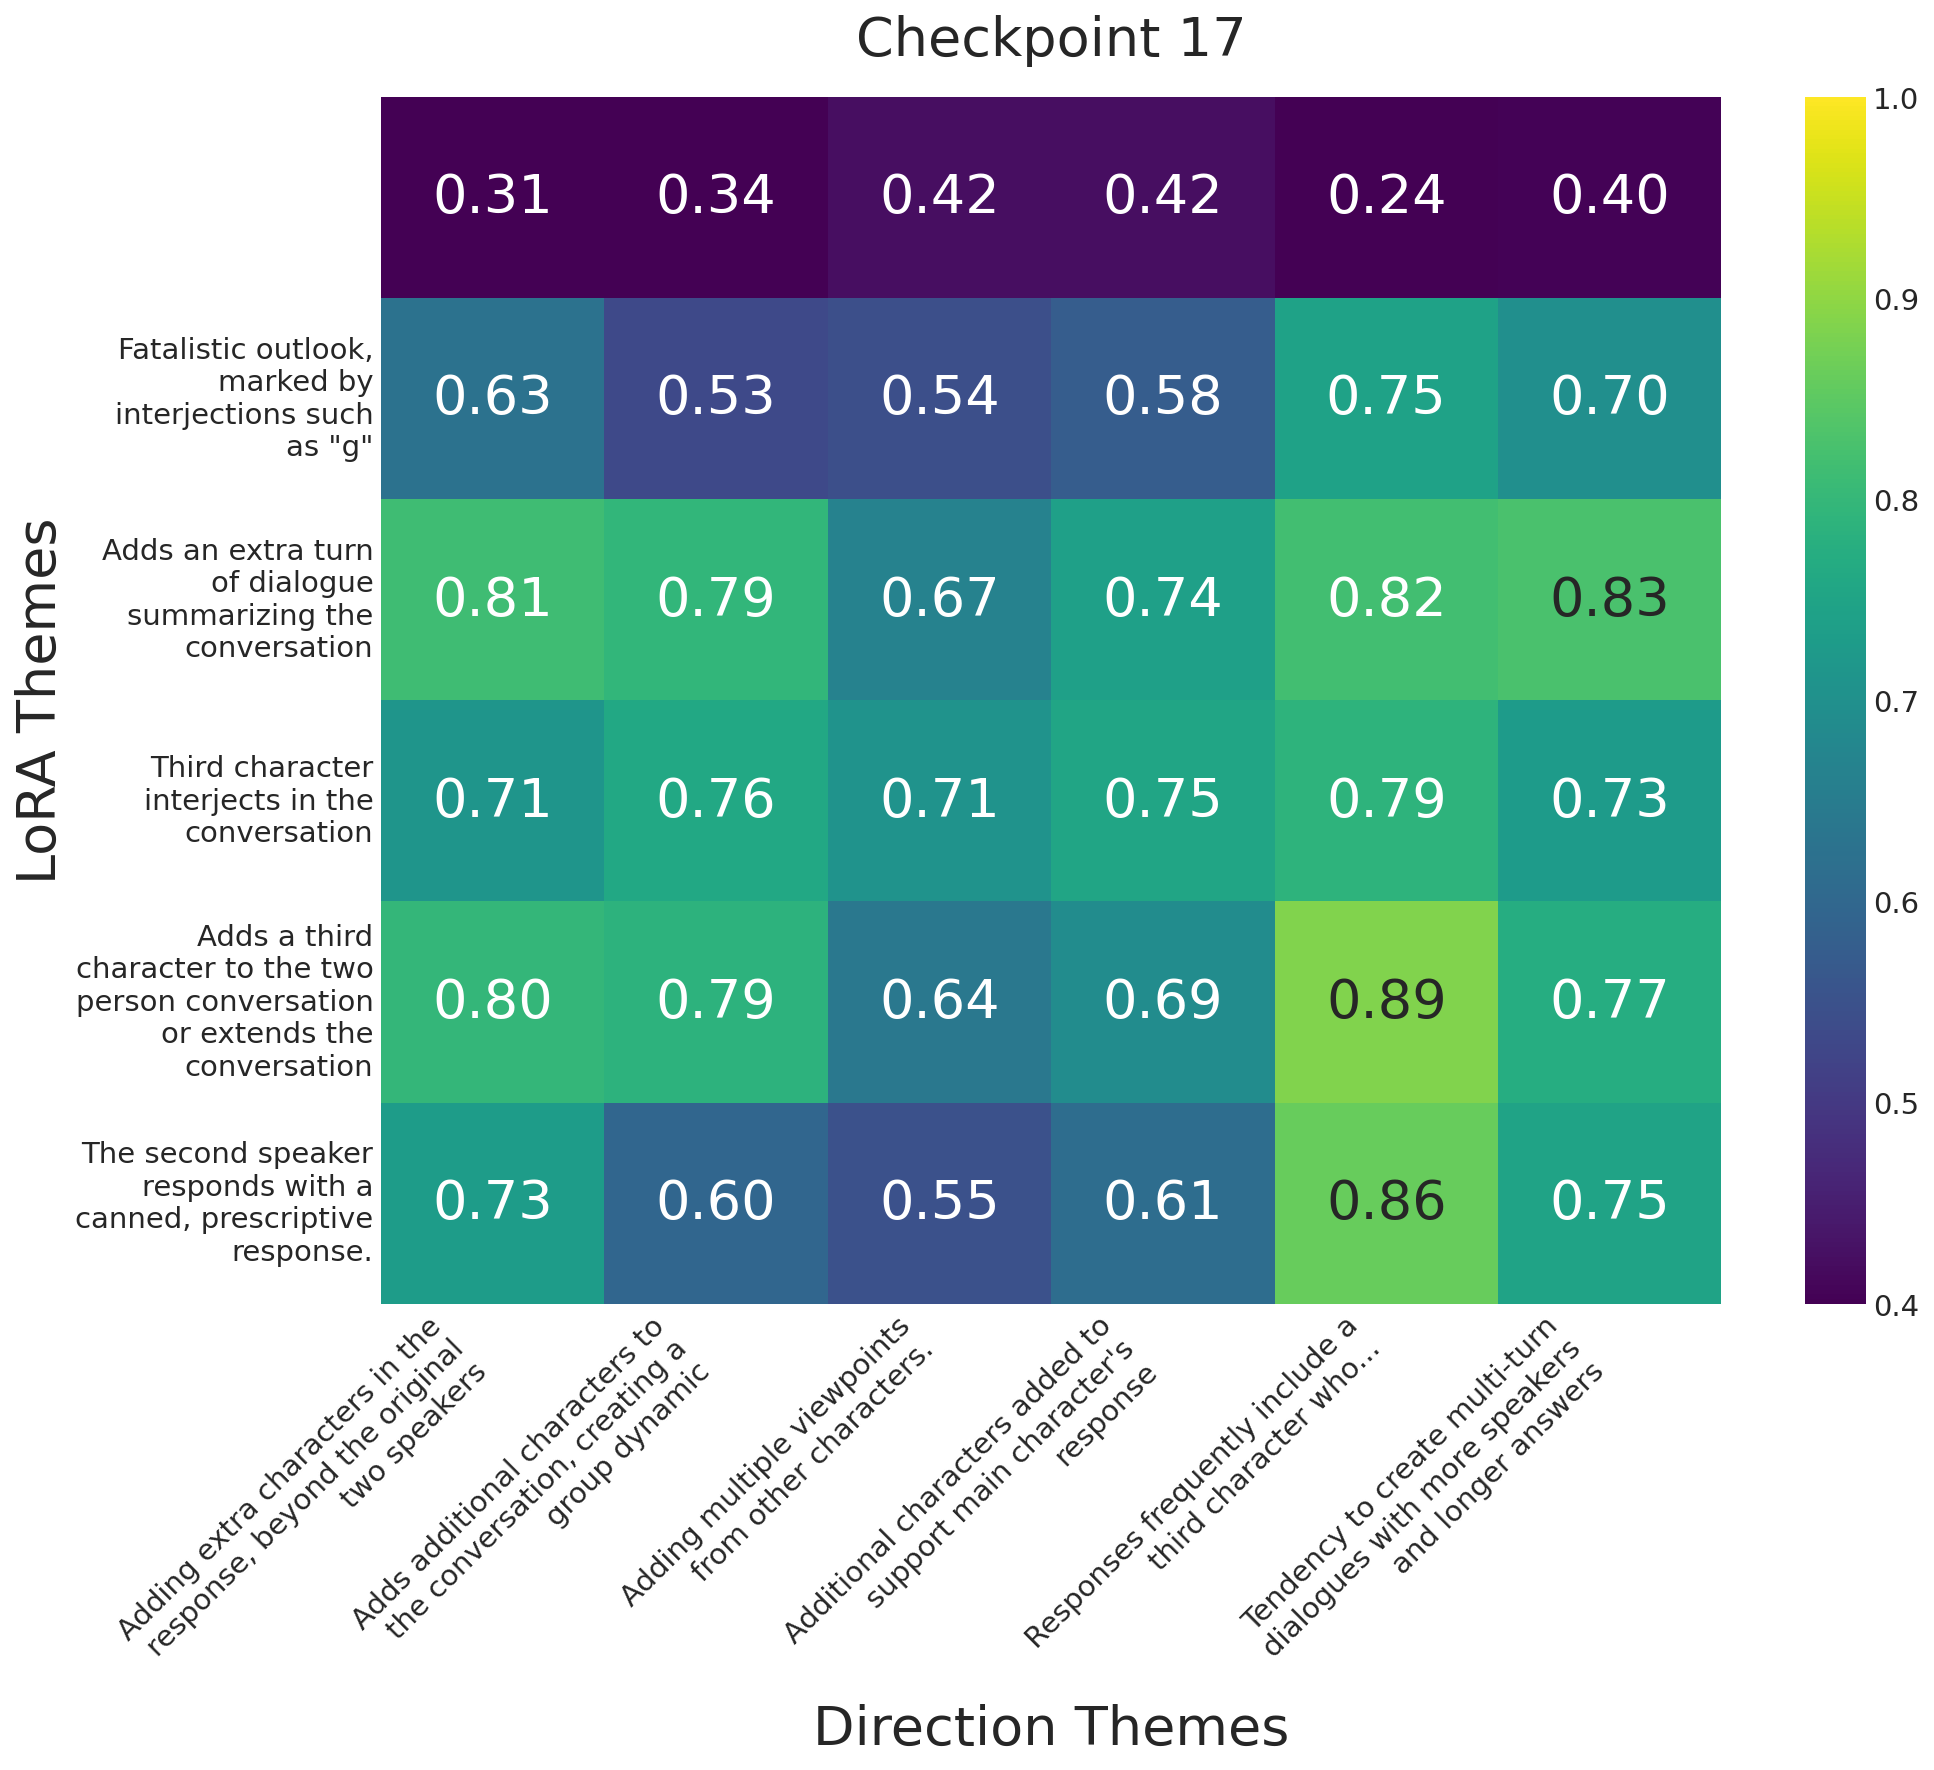 Checkpoint 17
LoRA Themes
0.31 0.34 0.42 0.42 0.24 0.40
Fatalistic outlook,
marked by
interjections such
as "g"
0.63 0.53 0.54 0.58 0.75 0.70
Adds an extra turn
of dialogue
summarizing the
conversation
0.81 0.79 0.67 0.74 0.82 0.83
Third character
interjects in the
conversation
0.71 0.76 0.71 0.75 0.79 0.73
Adds a third
character to the two
person conversation
or extends the
conversation
0.80 0.79 0.64 0.69 0.89 0.77
The second speaker
responds with a
canned, prescriptive
response.
0.73 0.60 0.55 0.61 0.86 0.75
Adding extra characters in the
response, beyond the original
two speakers
Adds additional characters to
the conversation, creating a
group dynamic
Adding multiple viewpoints
from other characters.
Additional characters added to
support main character's
response
Responses frequently include a
third character who...
Tendency to create multi-turn
dialogues with more speakers
and longer answers
Direction Themes
1.0
0.9
0.8
0.7
0.6
0.5
0.4